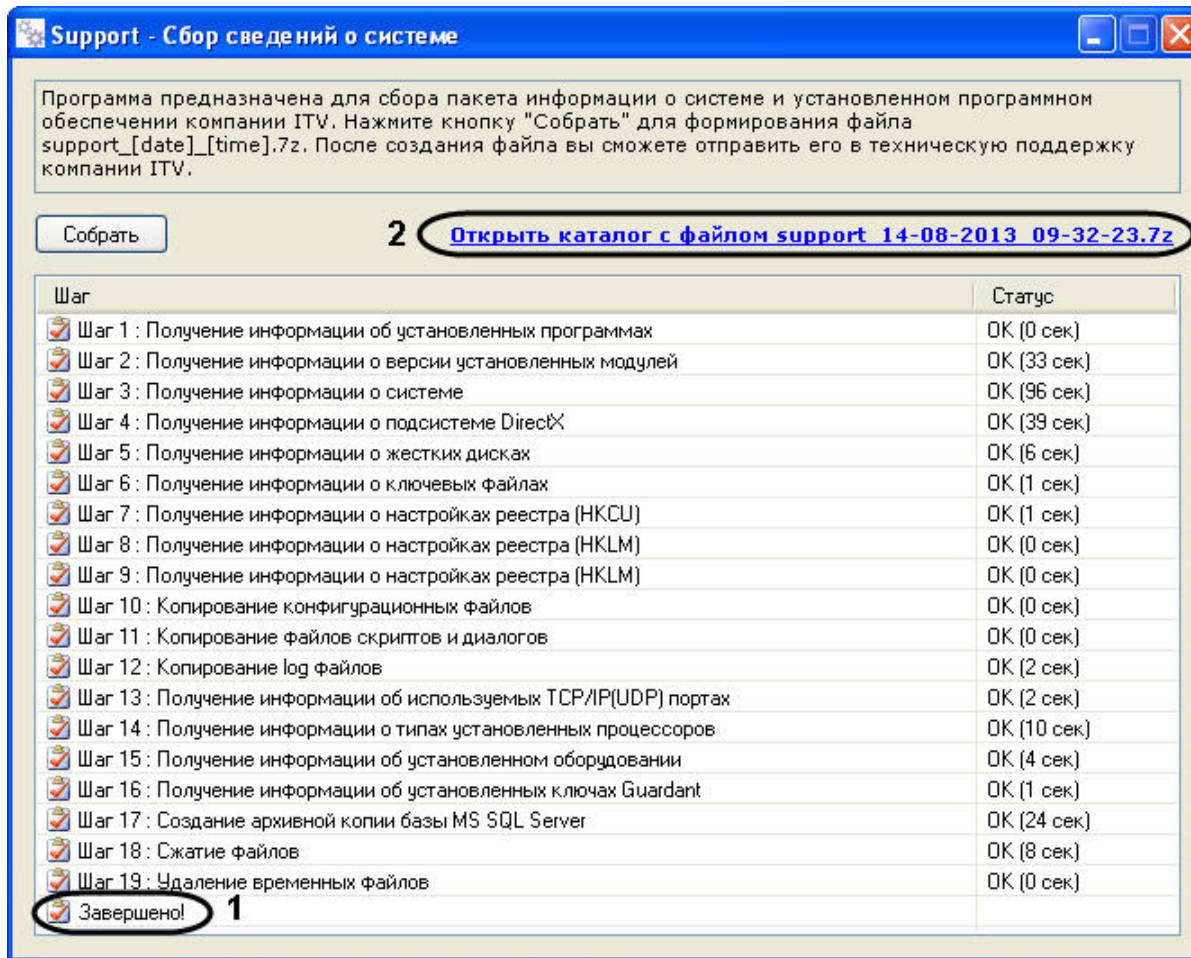 Support - Сбор сведений о системе
Программа предназначена для сбора пакета информации о системе и установленном программном
обеспечении компании ITV. Нажмите кнопку "Собрать" для формирования файла
support_[date]_[time].7z. После создания файла вы сможете отправить его в техническую поддержку
компании ITV.
Собрать
2 Открыть каталог с файлом support_14-08-2013_09-32-23.7z
Шаг Статус
Шаг 1 : Получение информации об установленных программах OK (0 сек)
Шаг 2 : Получение информации о версии установленных модулей OK (33 сек)
Шаг 3 : Получение информации о системе OK (96 сек)
Шаг 4 : Получение информации о подсистеме DirectX OK (39 сек)
Шаг 5 : Получение информации о жестких дисках OK (6 сек)
Шаг 6 : Получение информации о ключевых файлах OK (1 сек)
Шаг 7 : Получение информации о настройках реестра (HKCU) OK (1 сек)
Шаг 8 : Получение информации о настройках реестра (HKLM) OK (0 сек)
Шаг 9 : Получение информации о настройках реестра (HKLM) OK (0 сек)
Шаг 10 : Копирование конфигурационных файлов OK (0 сек)
Шаг 11 : Копирование файлов скриптов и диалогов OK (0 сек)
Шаг 12 : Копирование log файлов OK (2 сек)
Шаг 13 : Получение информации об используемых TCP/IP(UDP) портах OK (2 сек)
Шаг 14 : Получение информации о типах установленных процессоров OK (10 сек)
Шаг 15 : Получение информации об установленном оборудовании OK (4 сек)
Шаг 16 : Получение информации об установленных ключах Guardant OK (1 сек)
Шаг 17 : Создание архивной копии базы MS SQL Server OK (24 сек)
Шаг 18 : Сжатие файлов OK (8 сек)
Шаг 19 : Удаление временных файлов OK (0 сек)
Завершено! 1